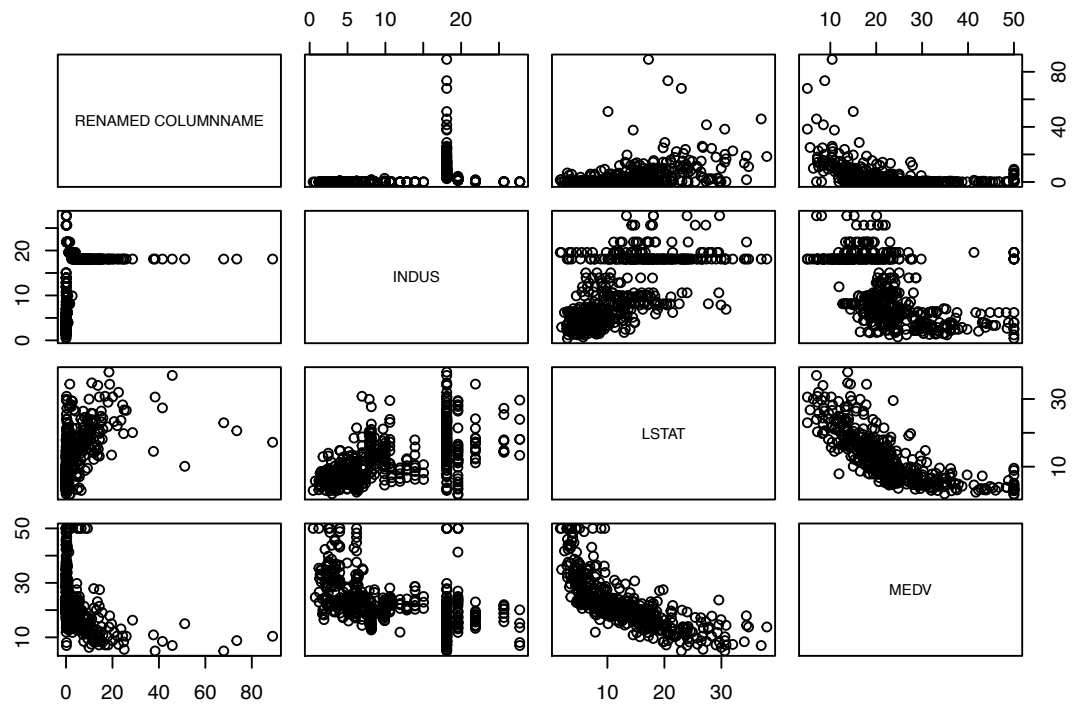 0 5 10 20
10 20 30 40 50
RENAMED COLUMNNAME
0 40 80
0 10 20
INDUS
LSTAT
10 30
10 30 50
MEDV
0 20 40 60 80
10 20 30